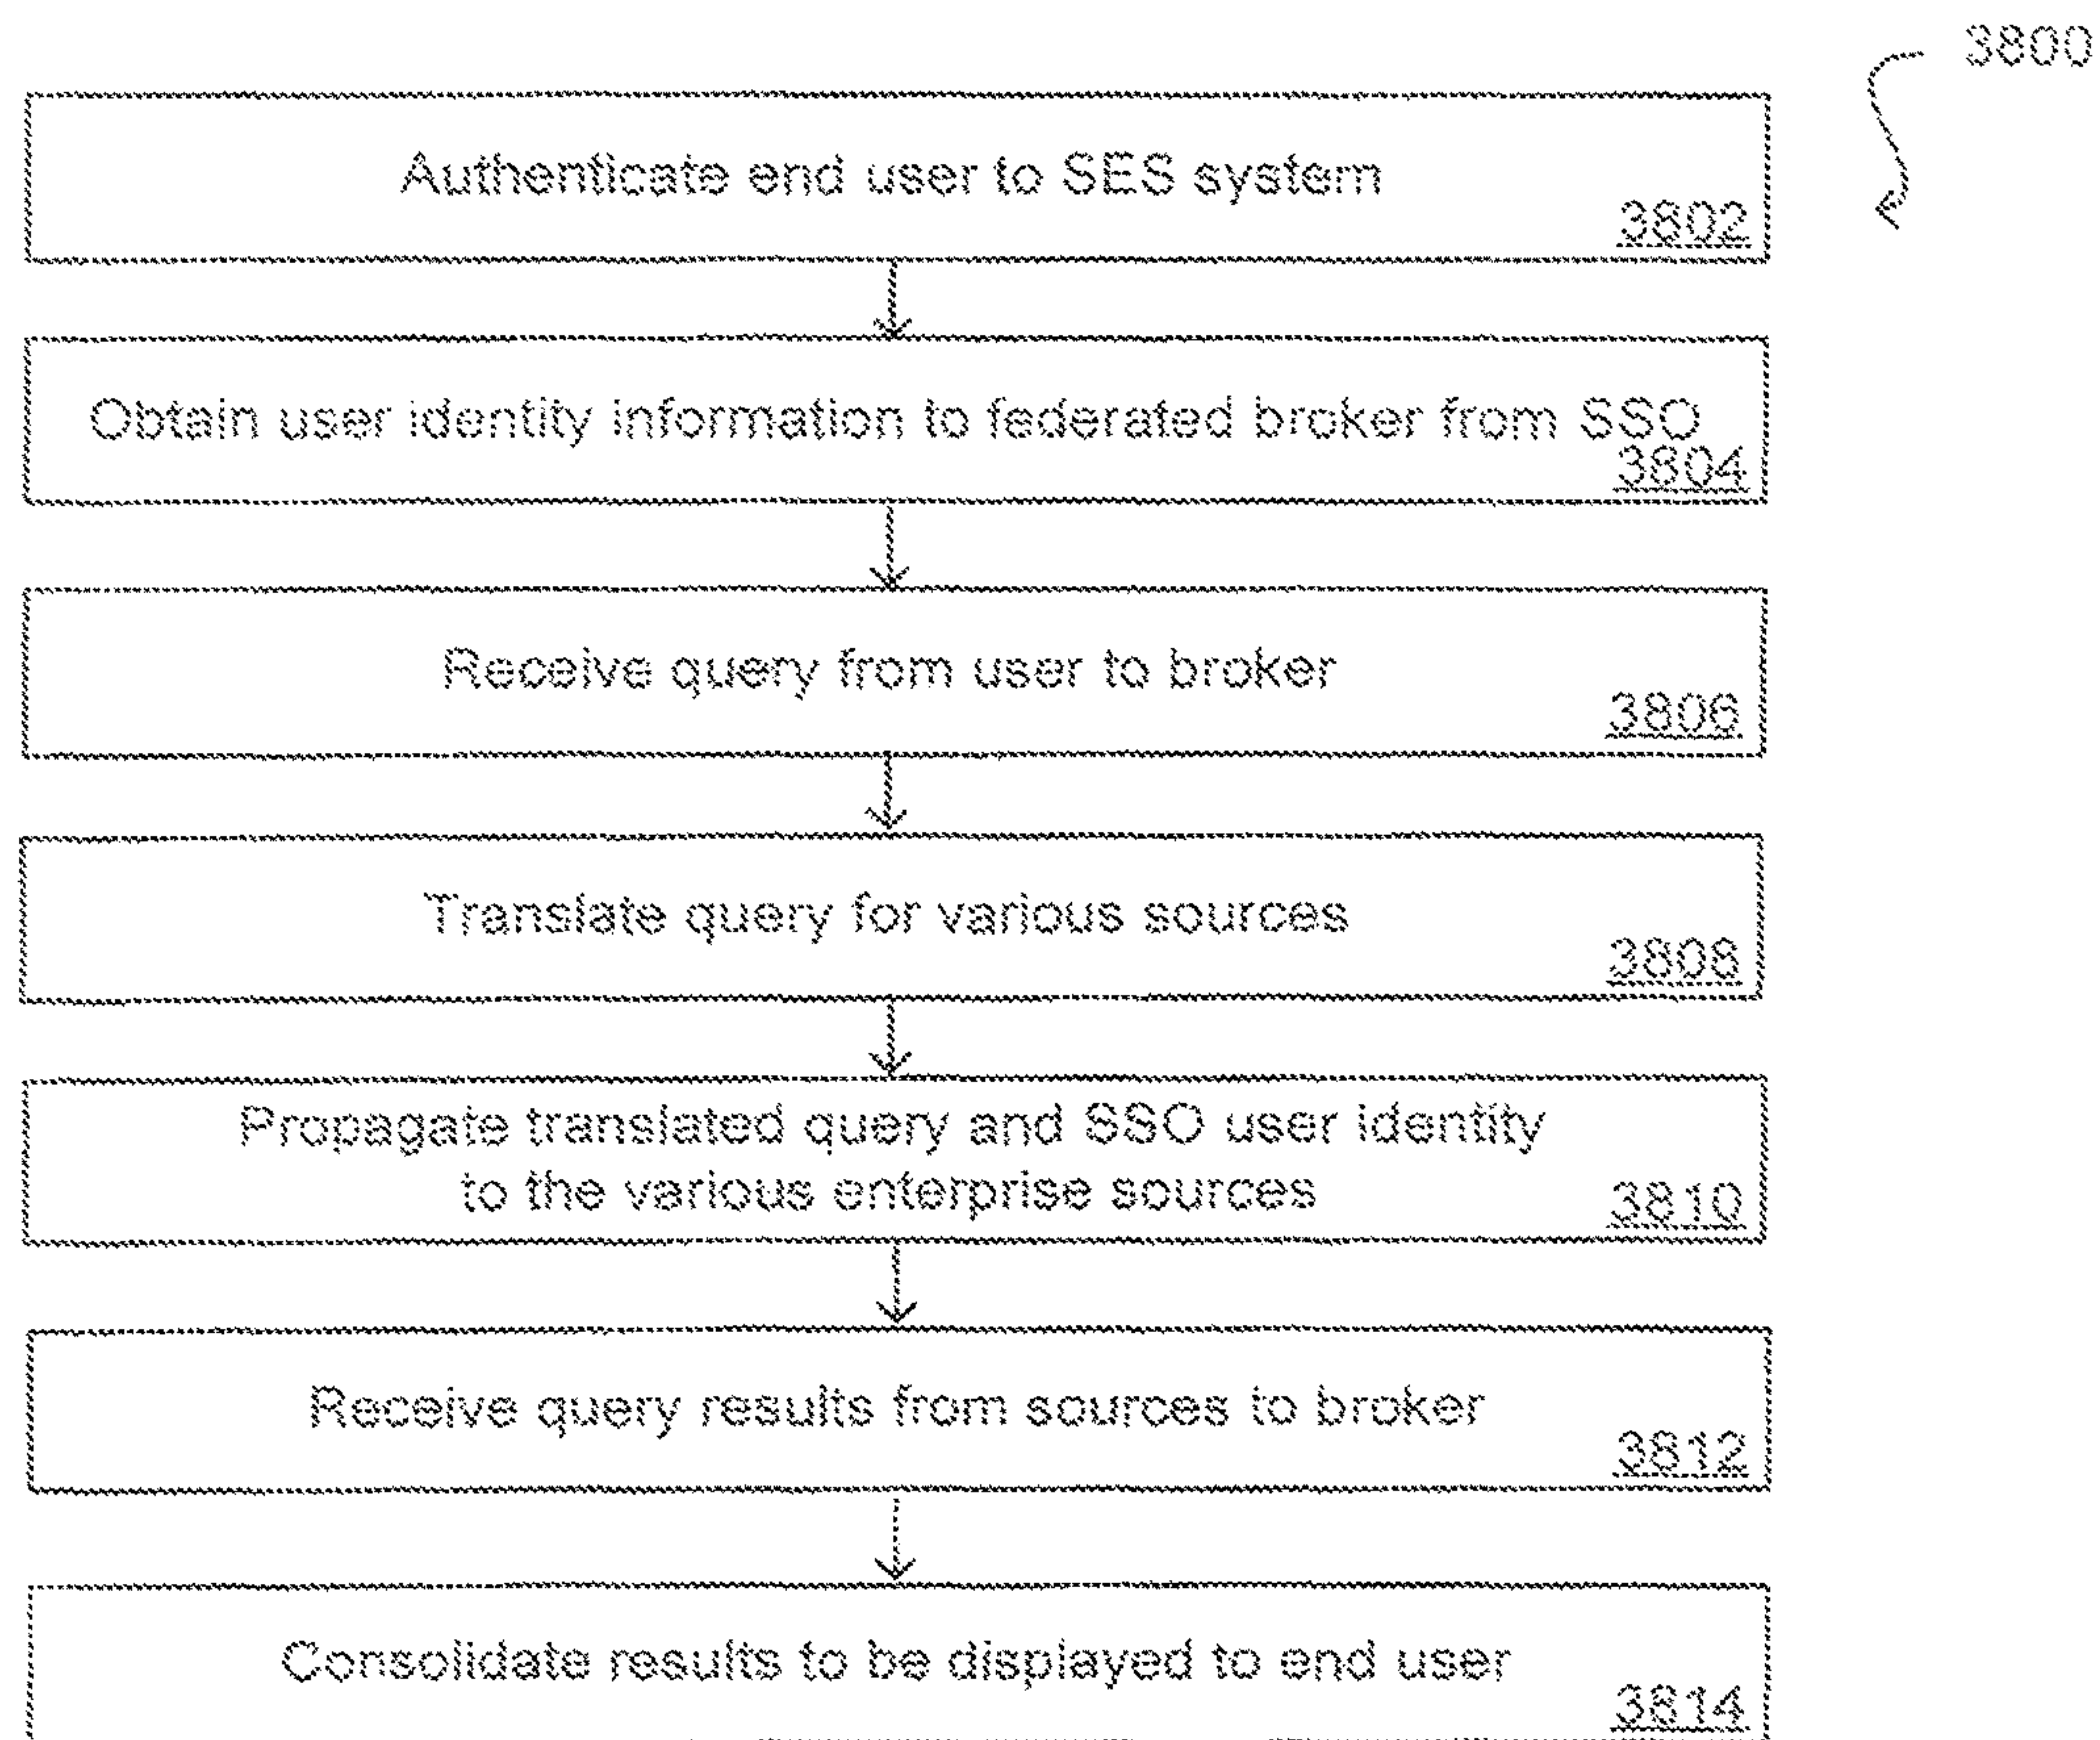 3800
Authenticate end user to SES system
3802
Obtain user identity information to federated broker from SSO
3804
Receive query from user to broker
3806
Translate query for various sources
3808
Propagate translated query and SSO user identity
to the various enterprise sources
3810
Receive query results from sources to broker
3812
Consolidate results to be displayed to end user
3814